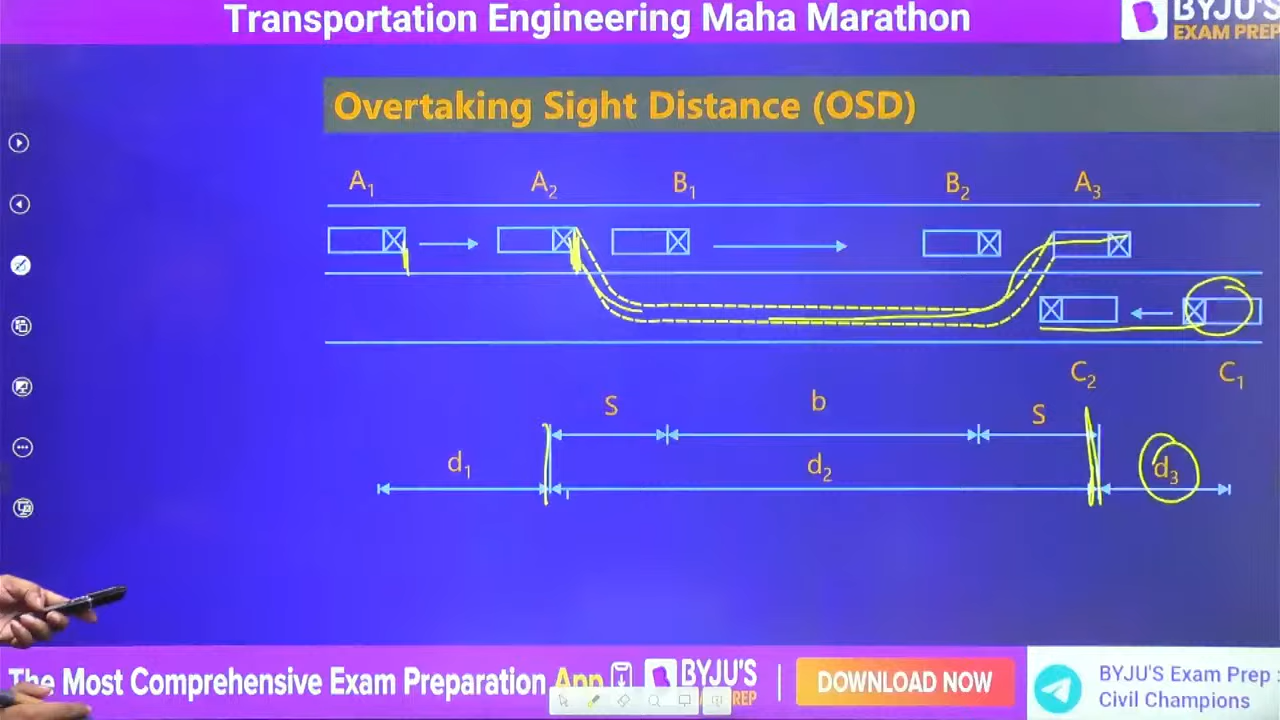 Transportation Engineering Maha Marathon
BYJU'S
EXAM PREP
Overtaking Sight Distance (OSD)
A₁ A₂ B₁ B₂ A₃
C₂ C₁
S b S
d₁ d₂ d₃
The Most Comprehensive Exam Preparation App
BYJU'S
DOWNLOAD NOW
BYJU'S Exam Prep :
Civil Champions